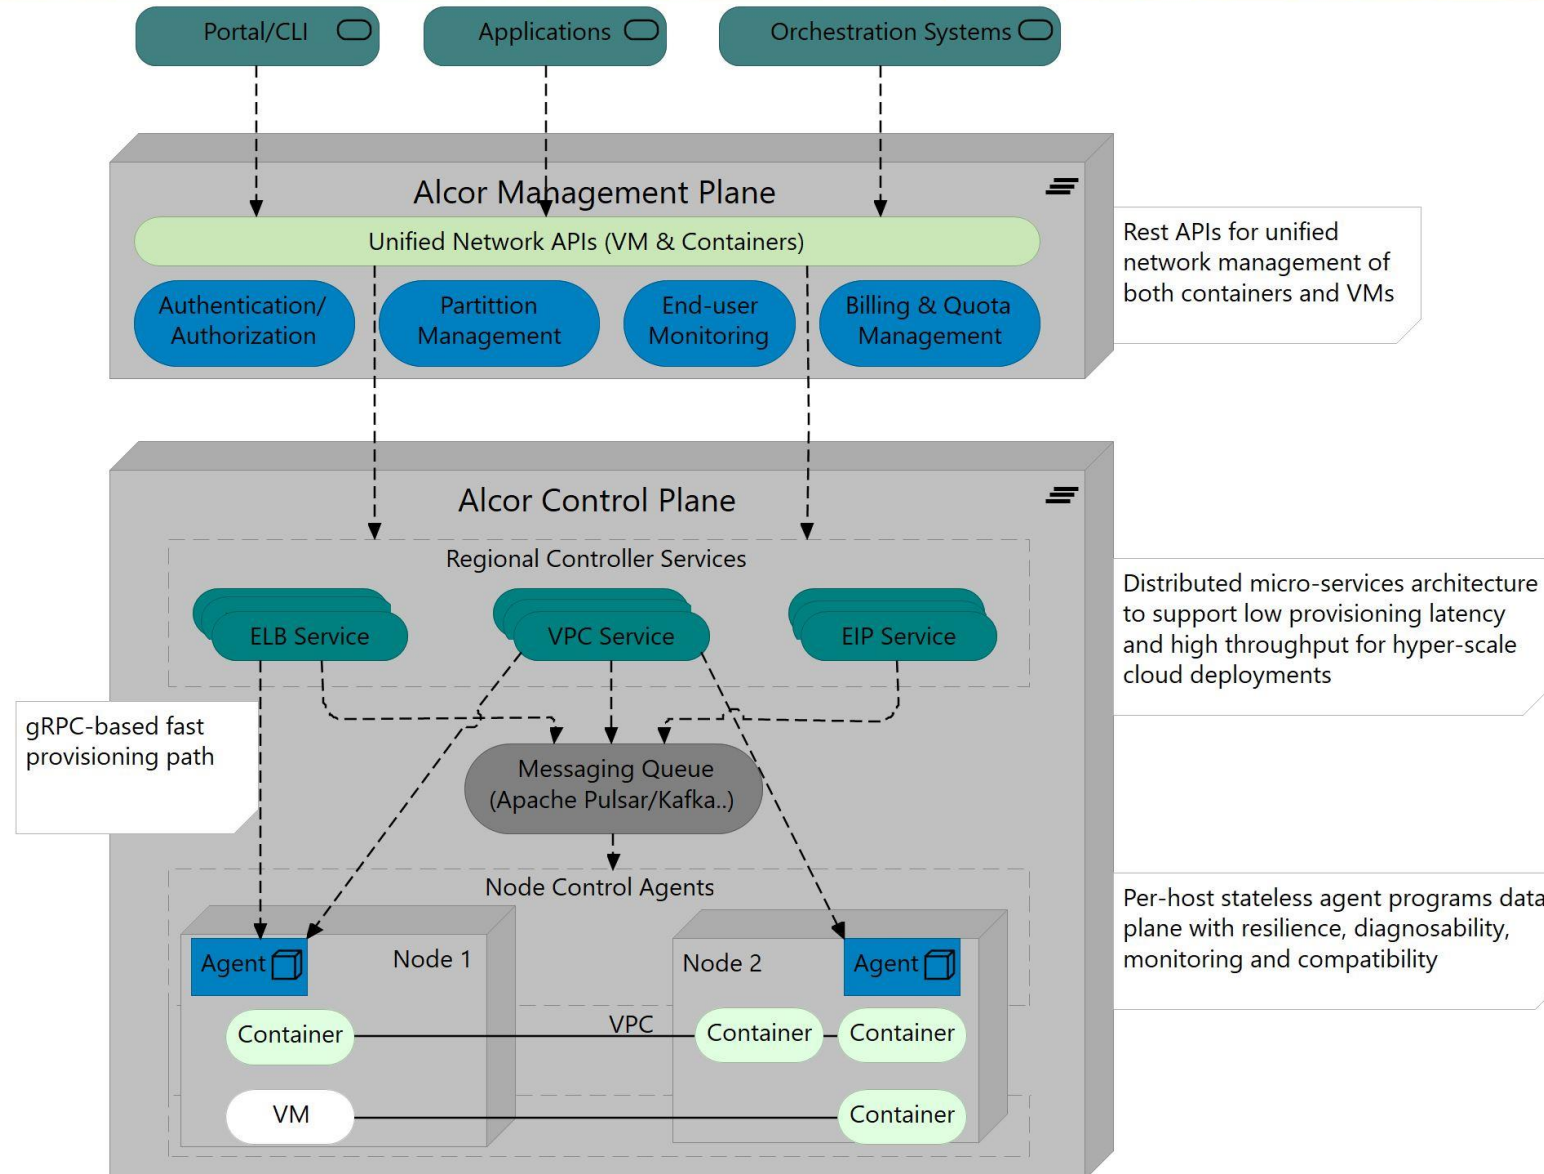 Portal/CLI
Applications
Orchestration Systems
Alcor Management Plane
Unified Network APIs (VM & Containers)
Authentication/
Authorization
Partition
Management
End-user
Monitoring
Billing & Quota
Management
Rest APIs for unified
network management of
both containers and VMs
Alcor Control Plane
Regional Controller Services
ELB Service
VPC Service
EIP Service
Distributed micro-services architecture
to support low provisioning latency
and high throughput for hyper-scale
cloud deployments
gRPC-based fast
provisioning path
Messaging Queue
(Apache Pulsar/Kafka..)
Node Control Agents
Agent
Node 1
Node 2
Agent
Per-host stateless agent programs data
plane with resilience, diagnosability,
monitoring and compatibility
Container
VPC
Container
Container
VM
Container